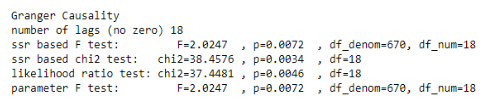 Granger Causality
number of lags (no zero) 18
ssr based F test:         F=2.0247  , p=0.0072  , df_denom=670, df_num=18
ssr based chi2 test:   chi2=38.4576 , p=0.0034  , df=18
likelihood ratio test: chi2=37.4481 , p=0.0046  , df=18
parameter F test:         F=2.0247  , p=0.0072  , df_denom=670, df_num=18